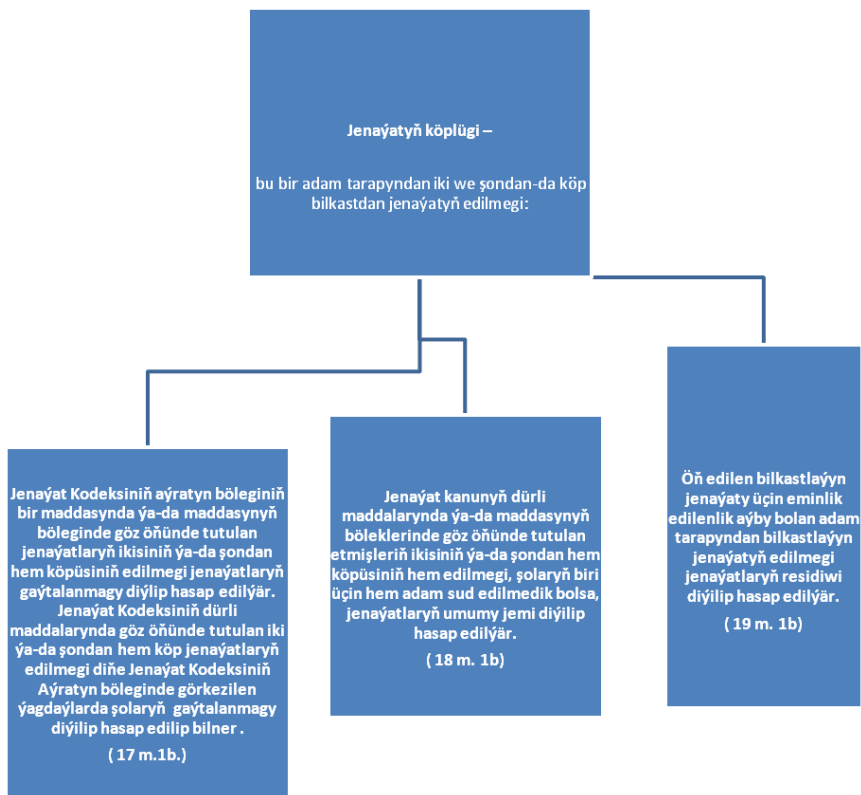 Jenaýatyň köplügi –
bu bir adam tarapyndan iki we şondan-da köp
bilkastdan jenaýatyň edilmegi:
Jenaýat Kodeksiniň aýratyn böleginiň
bir maddasynda ýa-da maddasynyň
böleginde göz öňünde tutulan
jenaýatlaryň ikisiniň ýa-da şondan
hem köpüsiniň edilmegi jenaýatlaryň
gaýtalanmagy diýlip hasap edilýär.
Jenaýat Kodeksiniň dürli
maddalarynda göz öňünde tutulan iki
ýa-da şondan hem köp jenaýatlaryň
edilmegi diňe Jenaýat Kodeksiniň
Aýratyn böleginde görkezilen
ýagdaýlarda şolaryň gaýtalanmagy
diýilip hasap edilip bilner .
( 17 m.1b.)
Jenaýat kanunyň dürli
maddalarynda ýa-da maddasynyň
böleklerinde göz öňünde tutulan
etmişleriň ikisiniň ýa-da şondan hem
köpüsiniň hem edilmegi, şolaryň biri
üçin hem adam sud edilmedik bolsa,
jenaýatlaryň umumy jemi diýilip
hasap edilýär.
( 18 m. 1b)
Öň edilen bilkastlaýyn
jenaýaty üçin eminlik
edilenlik aýby bolan adam
tarapyndan bilkastlaýyn
jenaýatyň edilmegi
jenaýatlaryň residiwi
diýilip hasap edilýär.
( 19 m. 1b)